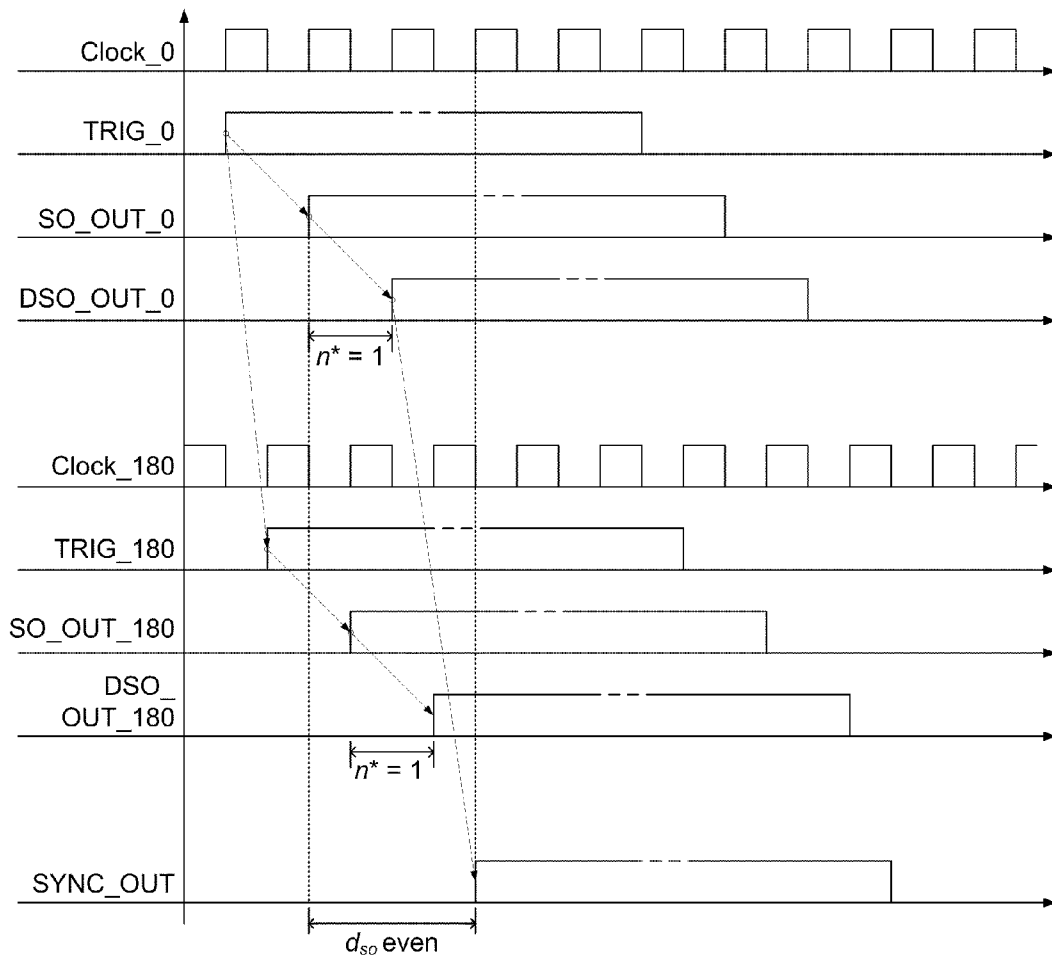 Clock_0
TRIG_0
SO_OUT_0
DSO_OUT_0
n* = 1
Clock_180
TRIG_180
SO_OUT_180
DSO_
OUT_180
n* = 1
SYNC_OUT
dso even